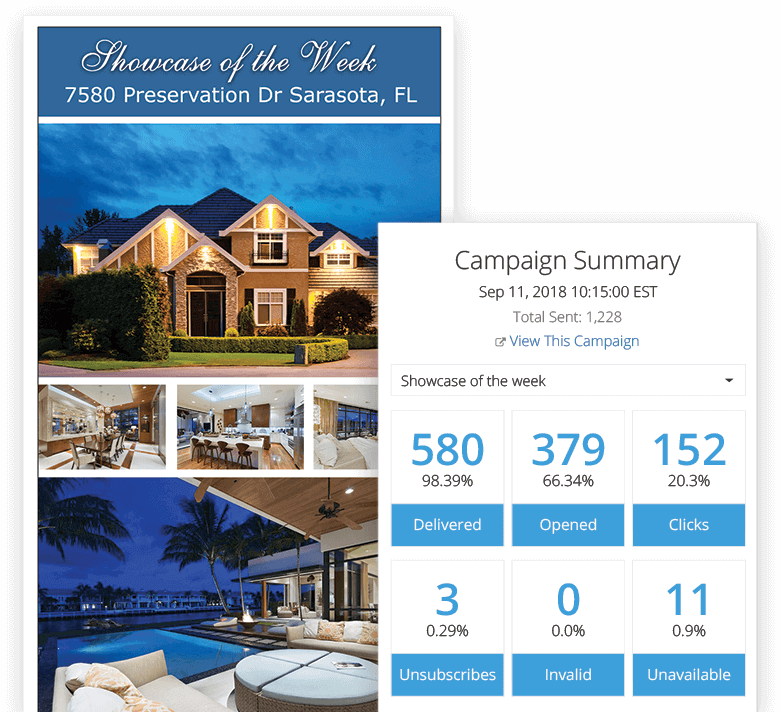 Showcase of the Week
7580 Preservation Dr Sarasota, FL
Campaign Summary
Sep 11, 2018 10:15:00 EST
Total Sent: 1,228
View This Campaign
Showcase of the week
580 379 152
98.39% 66.34% 20.3%
Delivered Opened Clicks
3 0 11
0.29% 0.0% 0.9%
Unsubscribes Invalid Unavailable